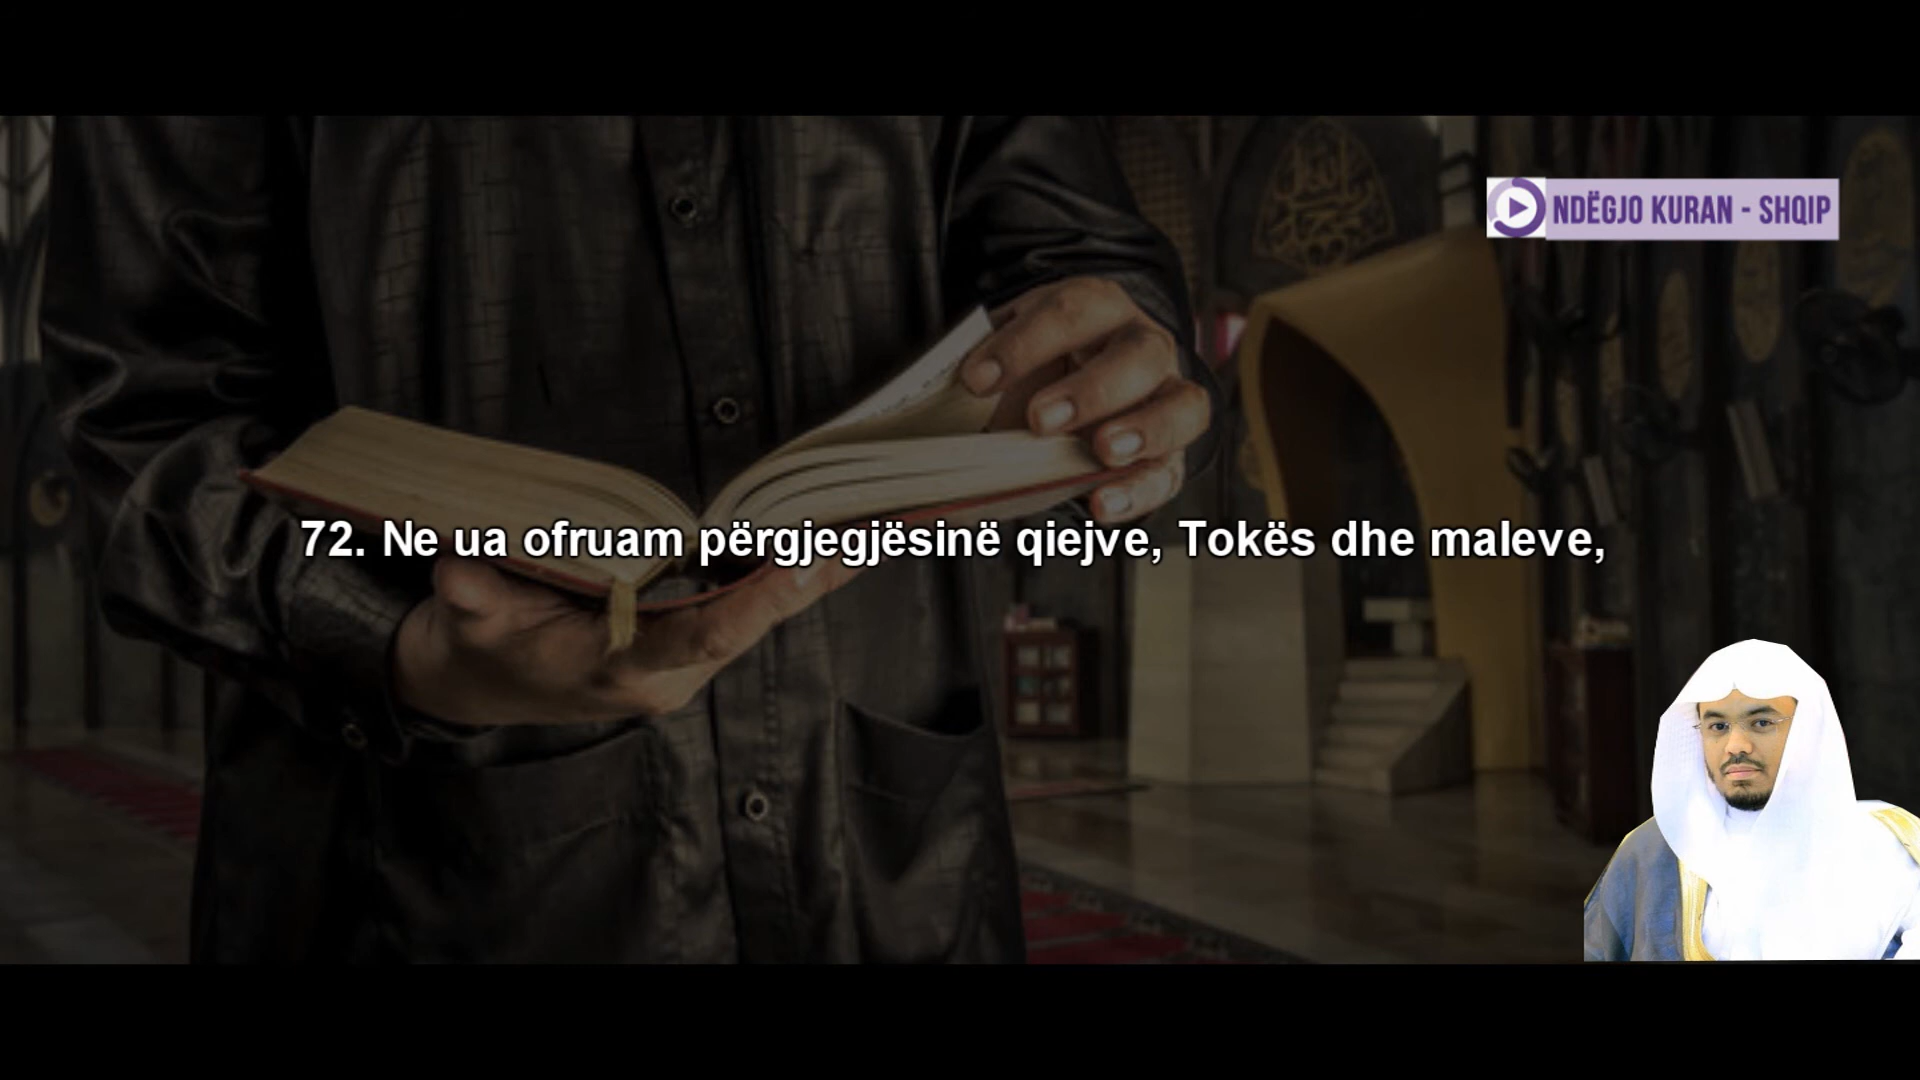 NDËGJO KURAN - SHQIP
72. Ne ua ofruam përgjegjësinë qiejve, Tokës dhe maleve,